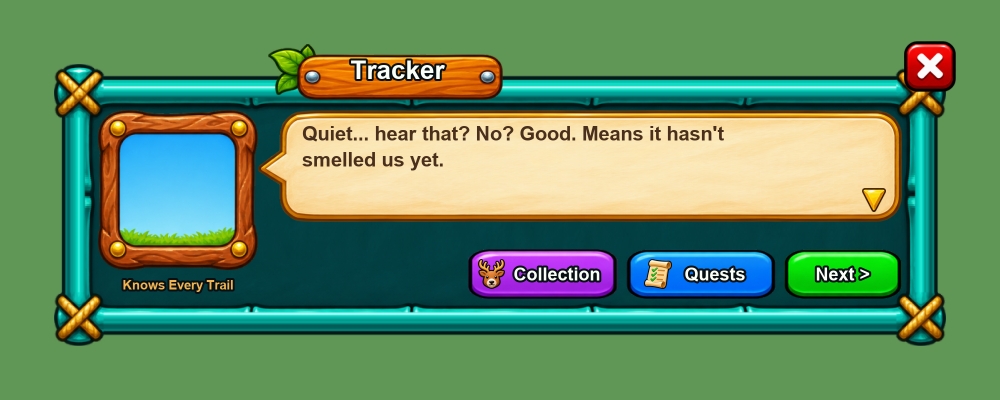 Tracker
Quiet... hear that? No? Good. Means it hasn't
smelled us yet.
Knows Every Trail
Collection
Quests
Next >